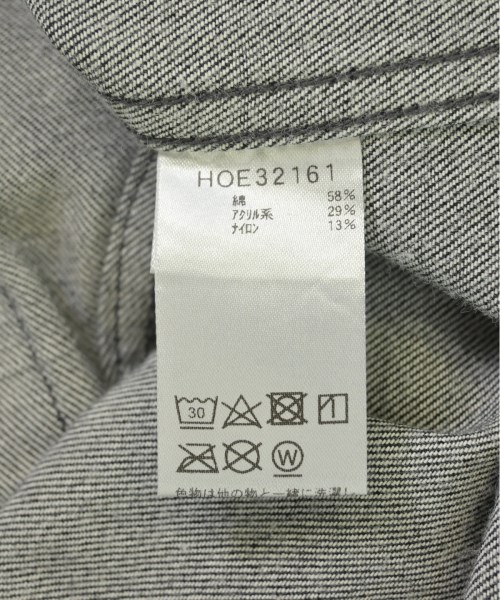 HOE32161
綿 58%
アクリル系 29%
ナイロン 13%
30
W
色物は他の物と一緒に洗濯し